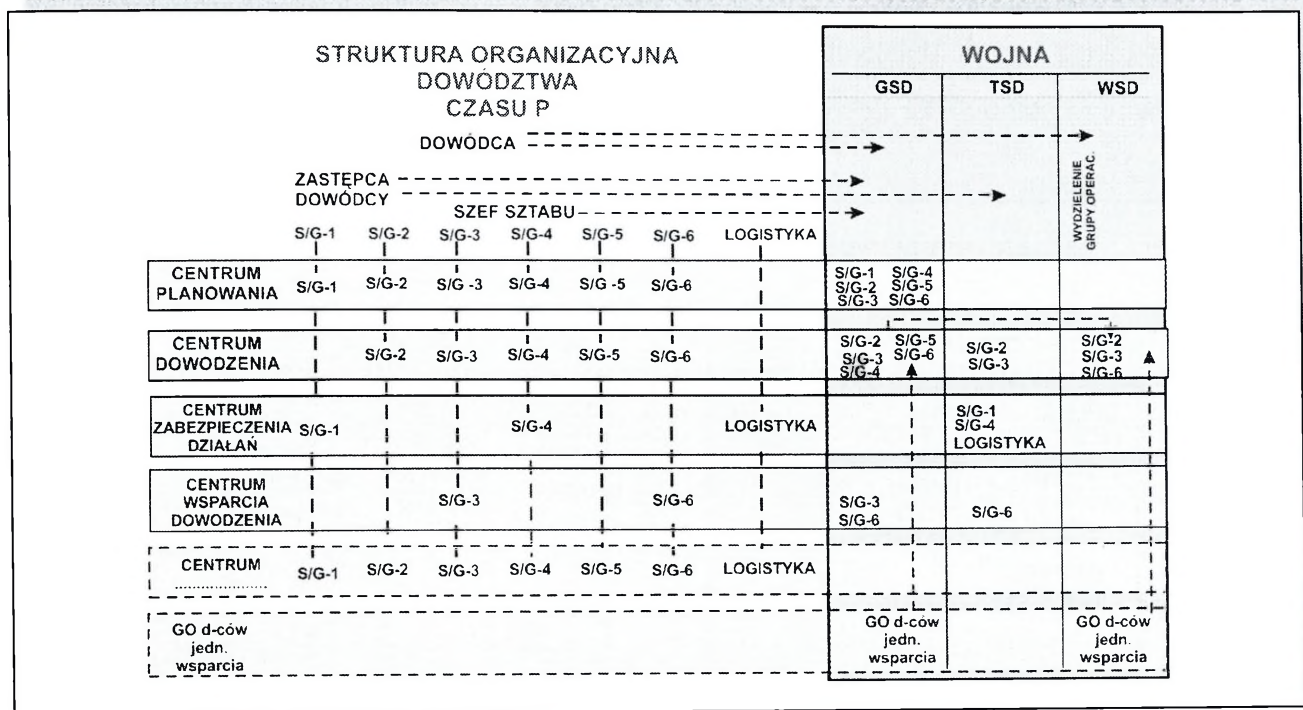 STRUKTURA ORGANIZACYJNA
DOWÓDZTWA
CZASU P
WOJNA
GSD TSD WSD
DOWÓDCA
ZASTĘPCA
DOWÓDCY
SZEF SZTABU
WYDZIELENIE
GRUPY OPERAC.
S/G-1 S/G-2 S/G-3 S/G-4 S/G-5 S/G-6 LOGISTYKA
CENTRUM
PLANOWANIA
S/G-1 S/G-2 S/G -3 S/G-4 S/G -5 S/G-6
S/G-1 S/G-4
S/G-2 S/G-5
S/G-3 S/G-6
CENTRUM
DOWODZENIA
S/G-2 S/G-3 S/G-4 S/G-5 S/G-6
S/G-2 S/G-5
S/G-3 S/G-6
S/G-4
S/G-2
S/G-3
S/G-2
S/G-3
S/G-6
CENTRUM
ZABEZPIECZENIA
DZIAŁAŃ
S/G-1 S/G-4 LOGISTYKA
S/G-1
S/G-4
LOGISTYKA
CENTRUM
WSPARCIA
DOWODZENIA
S/G-3 S/G-6
S/G-3
S/G-6
S/G-6
CENTRUM
....................
S/G-1 S/G-2 S/G-3 S/G-4 S/G-5 S/G-6 LOGISTYKA
GO d-ców
jedn.
wsparcia
GO d-ców
jedn.
wsparcia
GO d-ców
jedn.
wsparcia